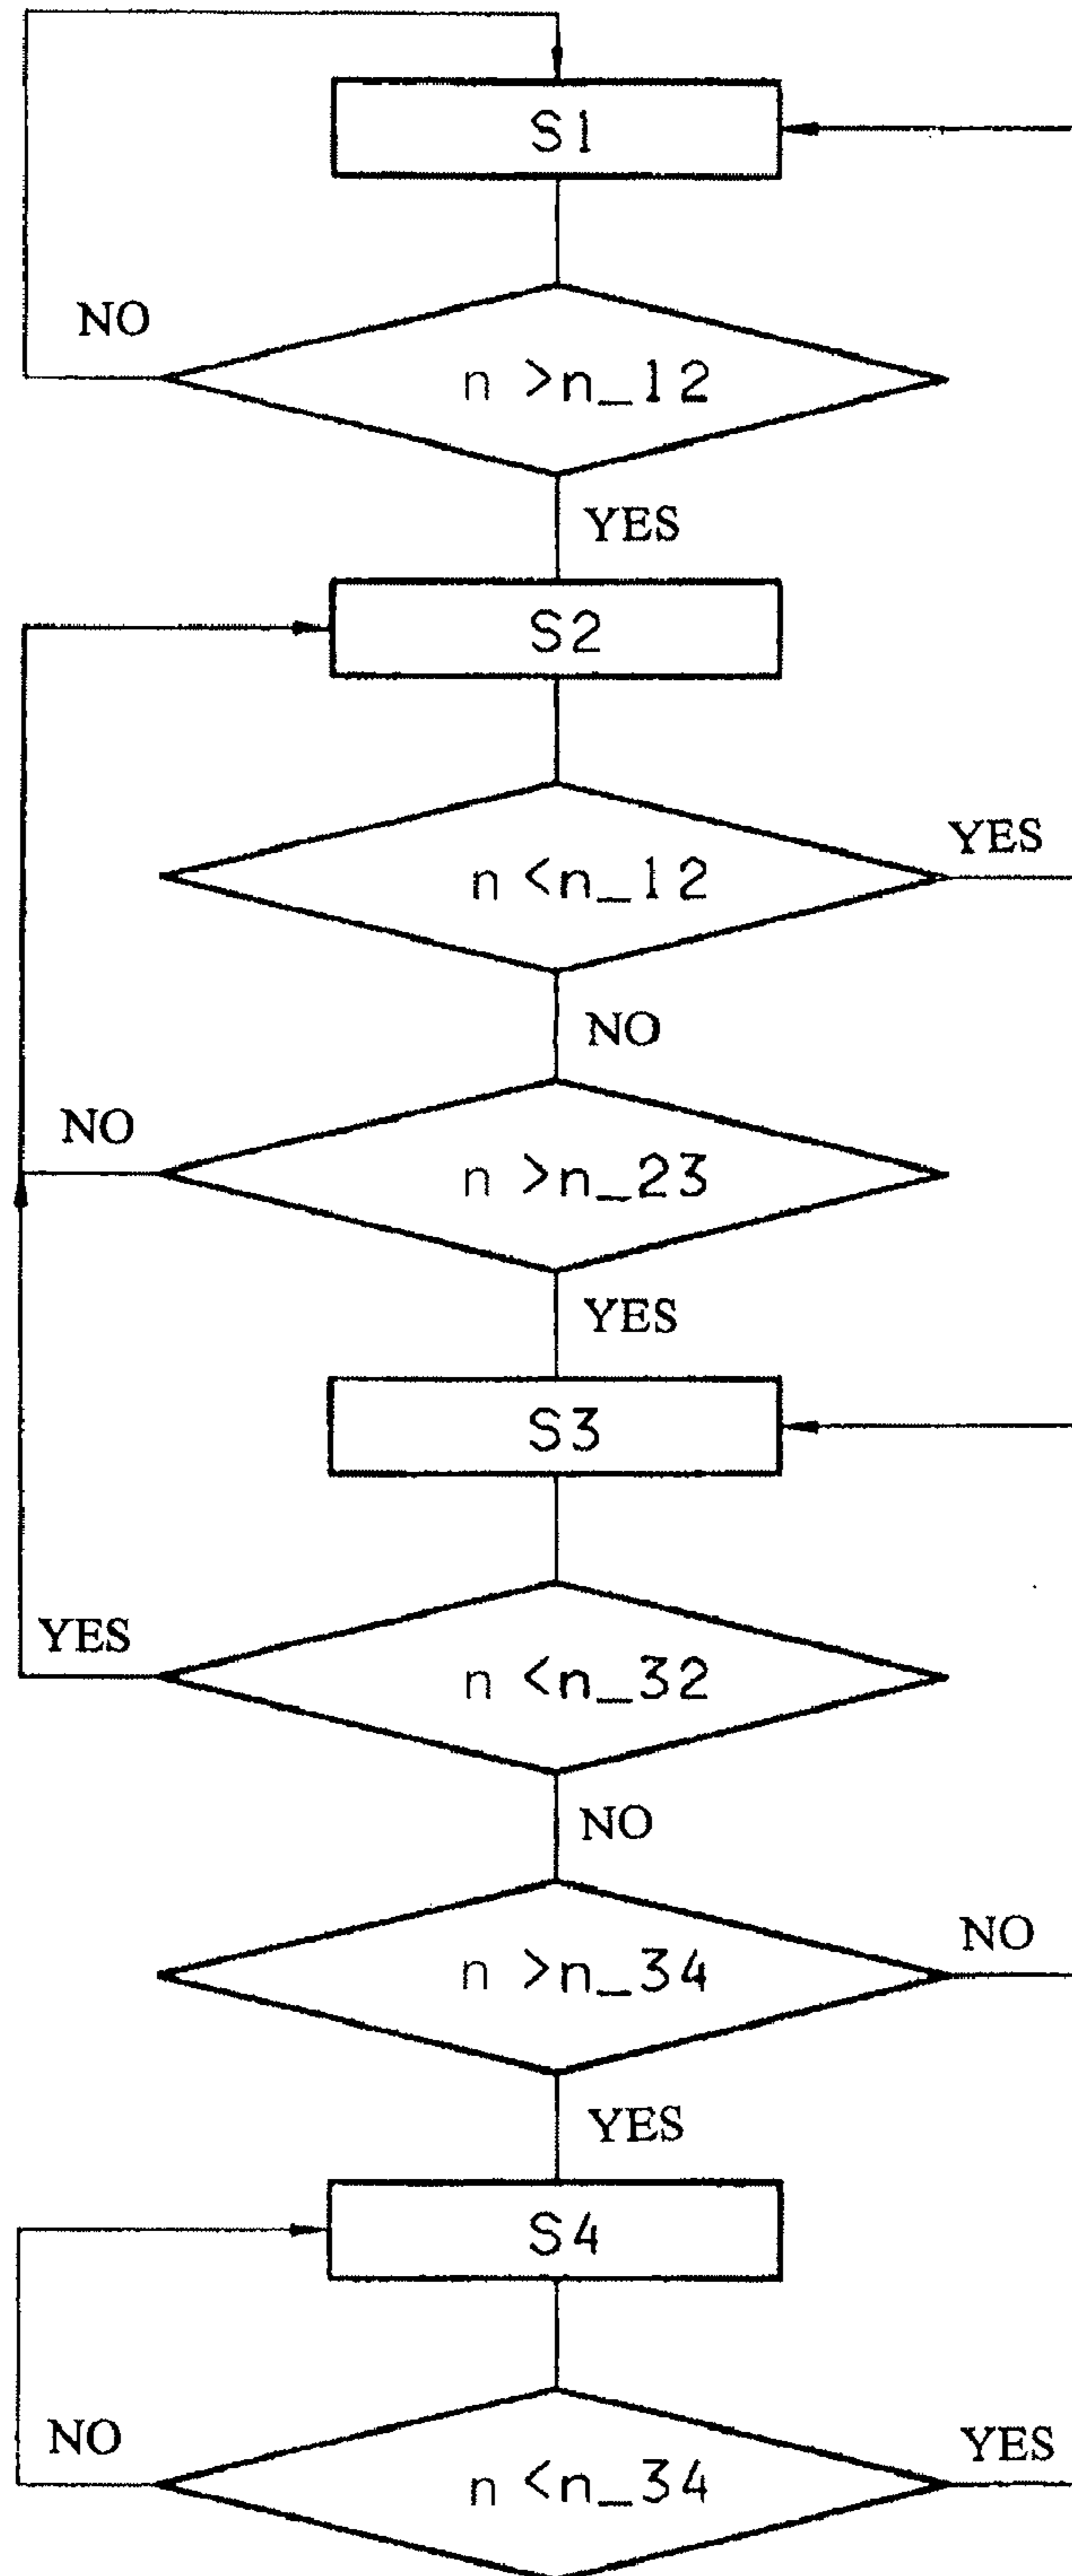 S1
NO
n >n_12
YES
S2
n <n_12
YES
NO
NO
n >n_23
YES
S3
YES
n <n_32
NO
n >n_34
NO
YES
S4
NO
n <n_34
YES